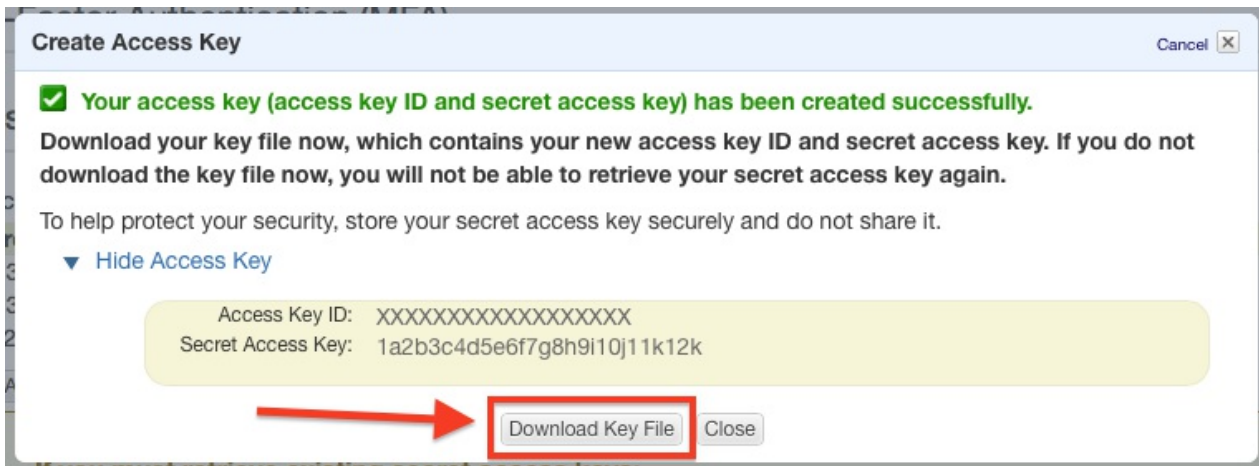 Create Access Key
Cancel
Your access key (access key ID and secret access key) has been created successfully.
Download your key file now, which contains your new access key ID and secret access key. If you do not
download the key file now, you will not be able to retrieve your secret access key again.
To help protect your security, store your secret access key securely and do not share it.
Hide Access Key
Access Key ID: XXXXXXXXXXXXXXXXXX
Secret Access Key: 1a2b3c4d5e6f7g8h9i10j11k12k
Download Key File Close